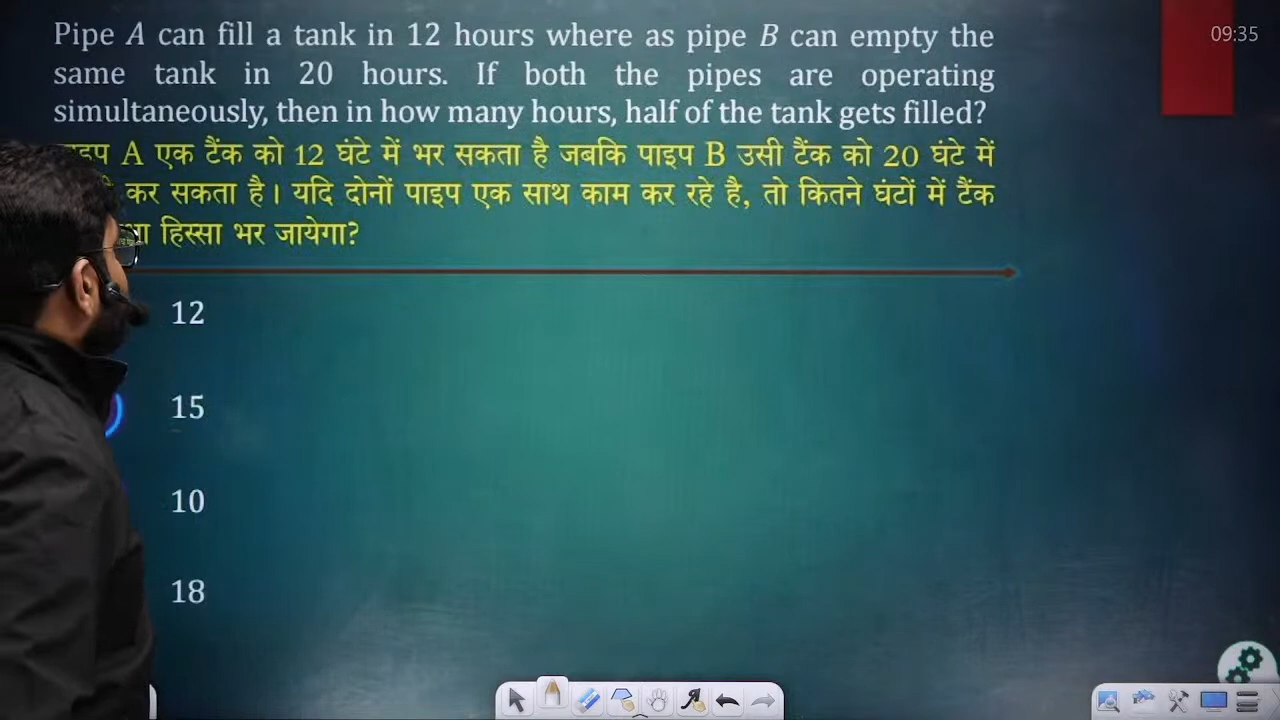 Pipe A can fill a tank in 12 hours where as pipe B can empty the
09:35
same tank in 20 hours. If both the pipes are operating
simultaneously, then in how many hours, half of the tank gets filled?
A एक टैंक को 12 घंटे में भर सकता है जबकि पाइप B उसी टैंक को 20 घंटे में
कर सकता है। यदि दोनों पाइप एक साथ काम कर रहे है, तो कितने घंटों में टैंक
हिस्सा भर जायेगा?
12
15
10
18